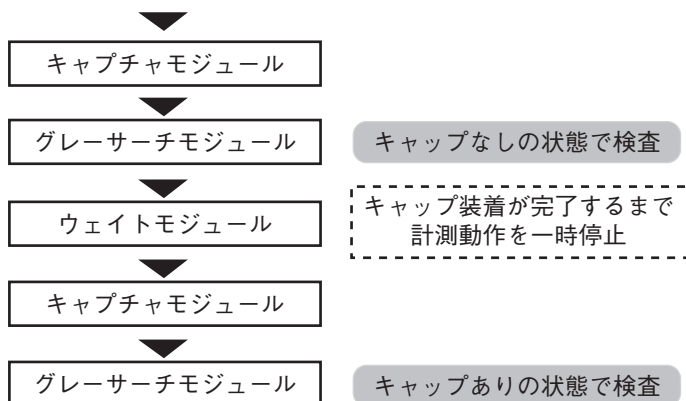 キャプチャモジュール
グレーサーチモジュール
キャップなしの状態で検査
ウェイトモジュール
キャップ装着が完了するまで
計測動作を一時停止
キャプチャモジュール
グレーサーチモジュール
キャップありの状態で検査